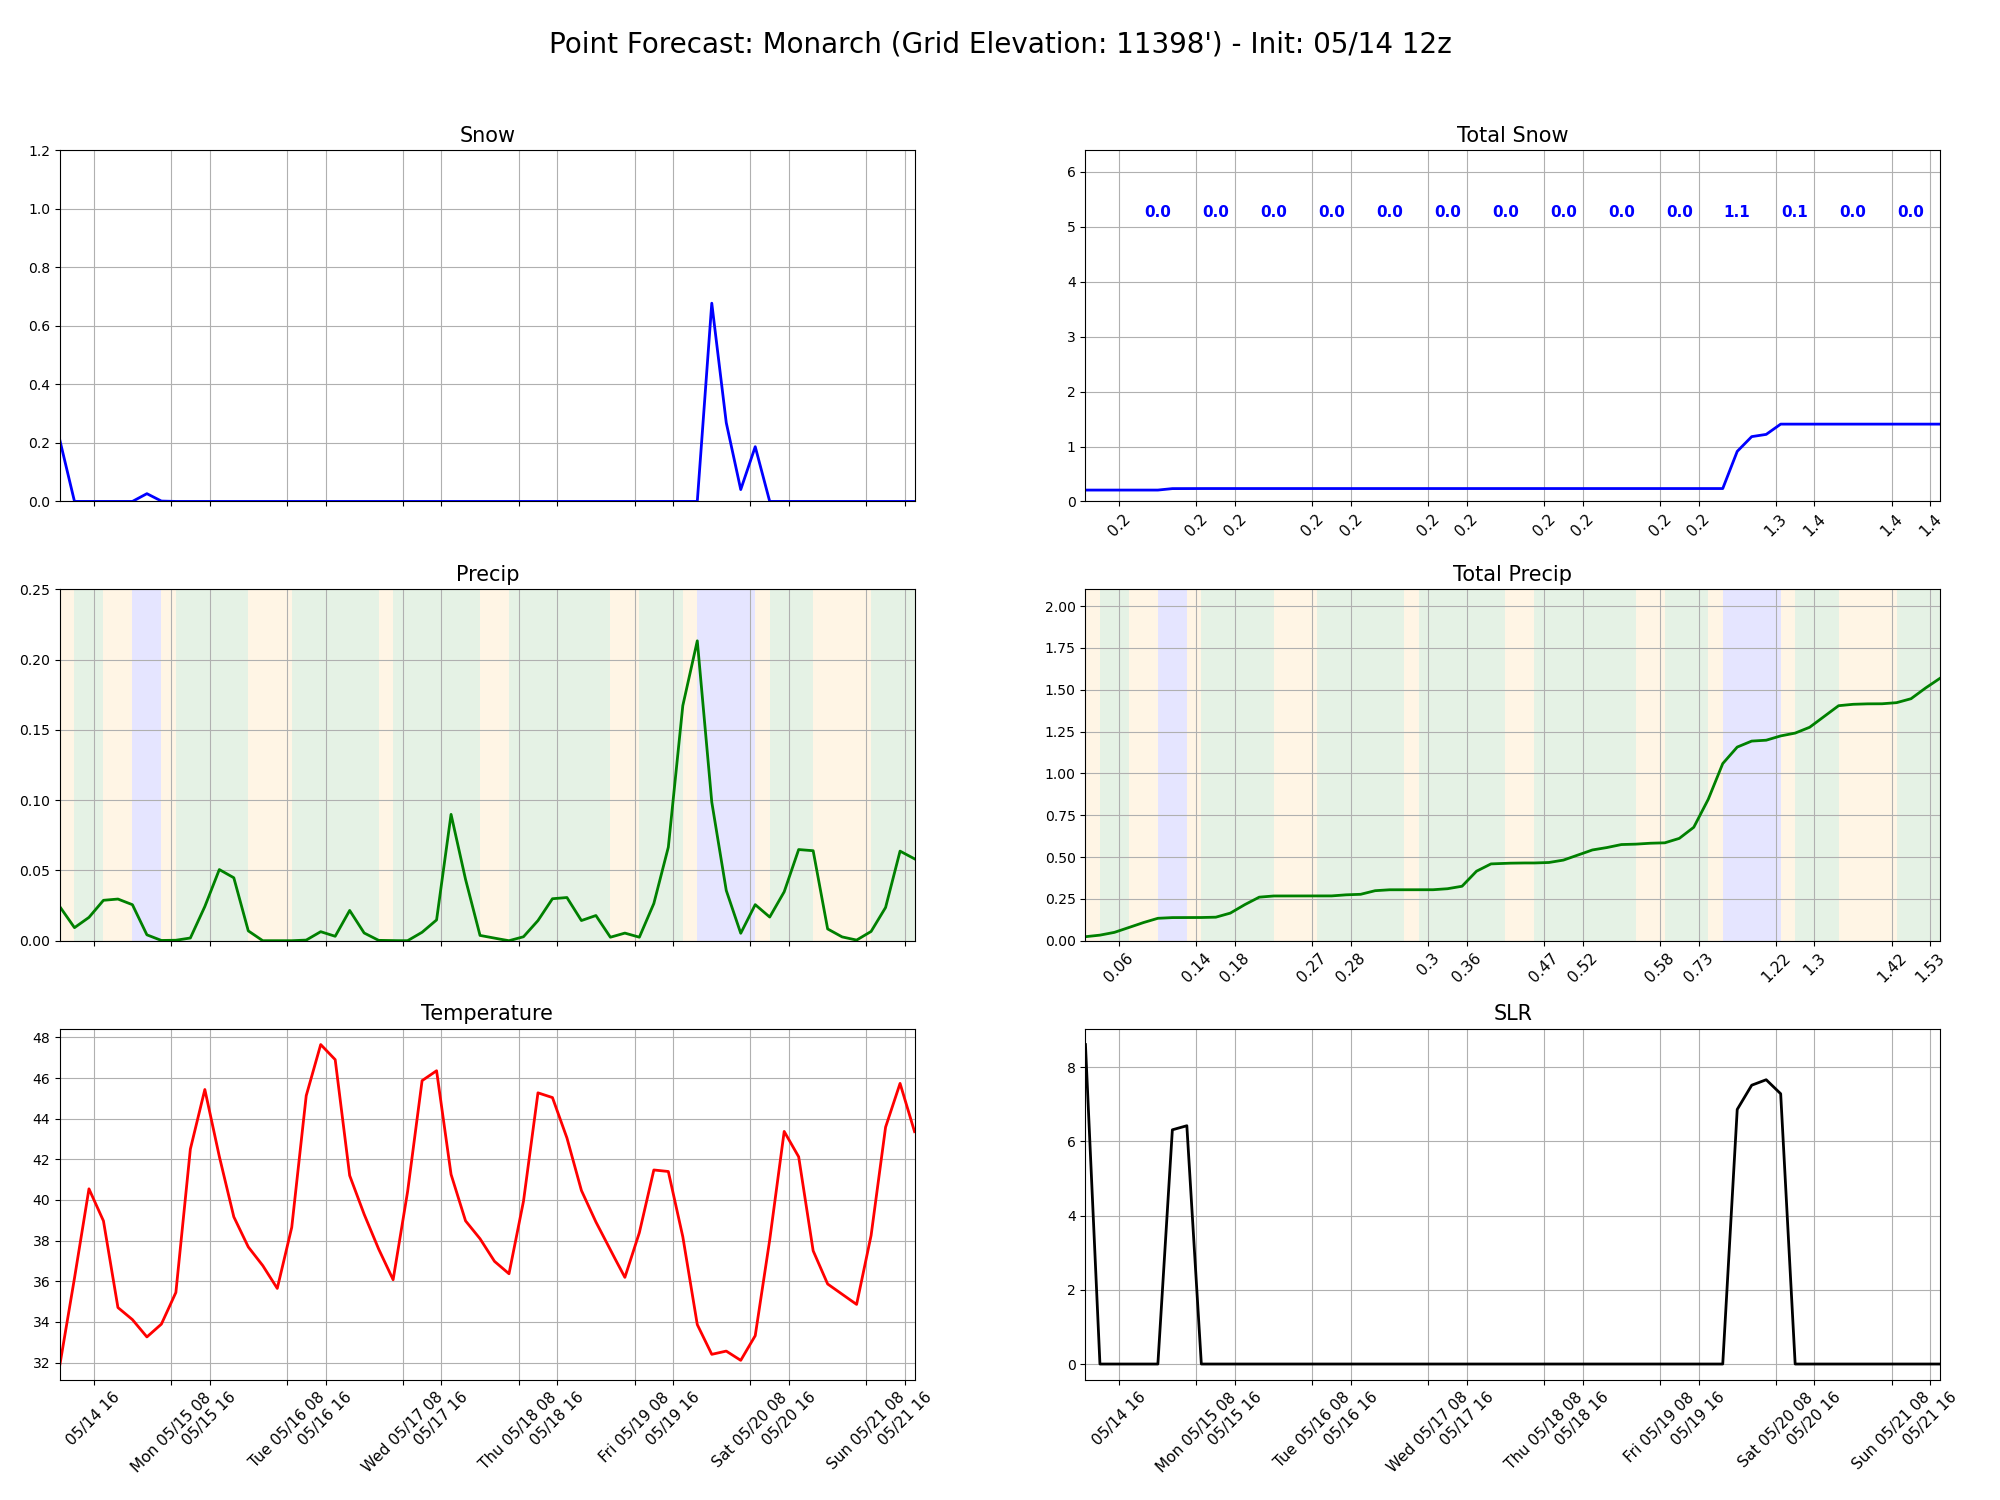 Point Forecast: Monarch (Grid Elevation: 11398') - Init: 05/14 12z
Snow
1.2
1.0
0.8
0.6
0.4
0.2
0.0
Total Snow
6
5
4
3
2
1
0
0.0 0.0 0.0 0.0 0.0 0.0 0.0 0.0 0.0 0.0 1.1 0.1 0.0 0.0
0.2 0.2 0.2 0.2 0.2 0.2 0.2 0.2 0.2 0.2 0.2 1.3 1.4 1.4 1.4
Precip
0.25
0.20
0.15
0.10
0.05
0.00
Total Precip
2.00
1.75
1.50
1.25
1.00
0.75
0.50
0.25
0.00
0.06 0.14 0.18 0.27 0.28 0.3 0.36 0.47 0.52 0.58 0.73 1.22 1.3 1.42 1.53
Temperature
48
46
44
42
40
38
36
34
32
05/14 16
Mon 05/15 08
05/15 16
Tue 05/16 08
05/16 16
Wed 05/17 08
05/17 16
Thu 05/18 08
05/18 16
Fri 05/19 08
05/19 16
Sat 05/20 08
05/20 16
Sun 05/21 08
05/21 16
SLR
8
6
4
2
0
05/14 16
Mon 05/15 08
05/15 16
Tue 05/16 08
05/16 16
Wed 05/17 08
05/17 16
Thu 05/18 08
05/18 16
Fri 05/19 08
05/19 16
Sat 05/20 08
05/20 16
Sun 05/21 08
05/21 16